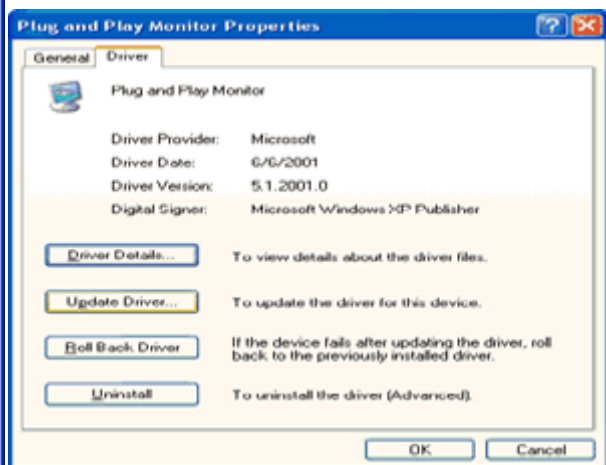 Plug and Play Monitor Properties
General Driver
Plug and Play Monitor
Driver Provider: Microsoft
Driver Date: 6/6/2001
Driver Version: 5.1.2001.0
Digital Signer: Microsoft Windows XP Publisher
Driver Details... To view details about the driver files.
Update Driver... To update the driver for this device.
Roll Back Driver If the device fails after updating the driver, roll
back to the previously installed driver.
Uninstall To uninstall the driver (Advanced).
OK Cancel